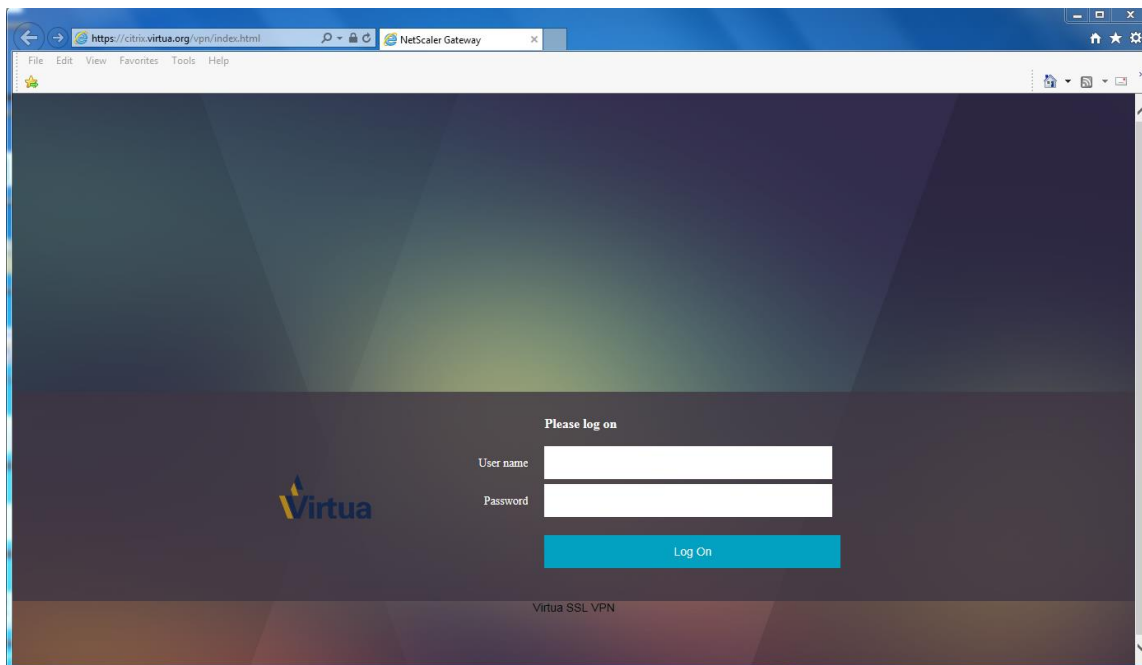 https://citrix.virtua.org/vpn/index.html
NetScaler Gateway
File Edit View Favorites Tools Help
Please log on
User name
Password
Virtua
Log On
Virtua SSL VPN